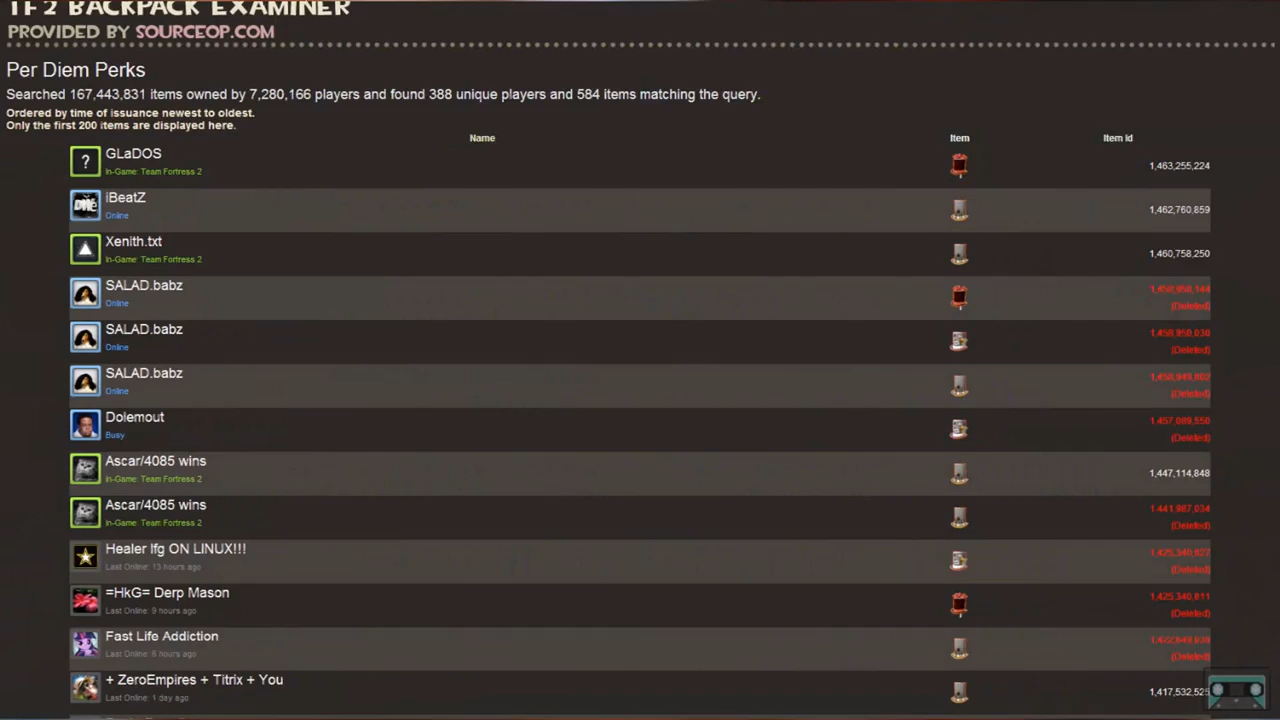 TF2 BACKPACK EXAMINER
PROVIDED BY SOURCEOP.COM
Per Diem Perks
Searched 167,443,831 items owned by 7,280,166 players and found 388 unique players and 584 items matching the query.
Ordered by time of issuance newest to oldest.
Only the first 200 items are displayed here.
Name Item Item Id
GLaDOS
In-Game: Team Fortress 2
1,463,255,224
iBeatZ
Online
1,462,760,859
Xenith.txt
In-Game: Team Fortress 2
1,460,758,250
SALAD.babz
Online
(Deleted)
SALAD.babz
Online
(Deleted)
SALAD.babz
Online
(Deleted)
Dolemout
Busy
(Deleted)
Ascar/4085 wins
In-Game: Team Fortress 2
1,447,114,848
Ascar/4085 wins
In-Game: Team Fortress 2
1,441,987,034
(Deleted)
Healer lfg ON LINUX!!!
Last Online: 13 hours ago
(Deleted)
=HkG= Derp Mason
Last Online: 9 hours ago
(Deleted)
Fast Life Addiction
Last Online: 6 hours ago
(Deleted)
+ ZeroEmpires + Titrix + You
Last Online: 1 day ago
1,417,532,525